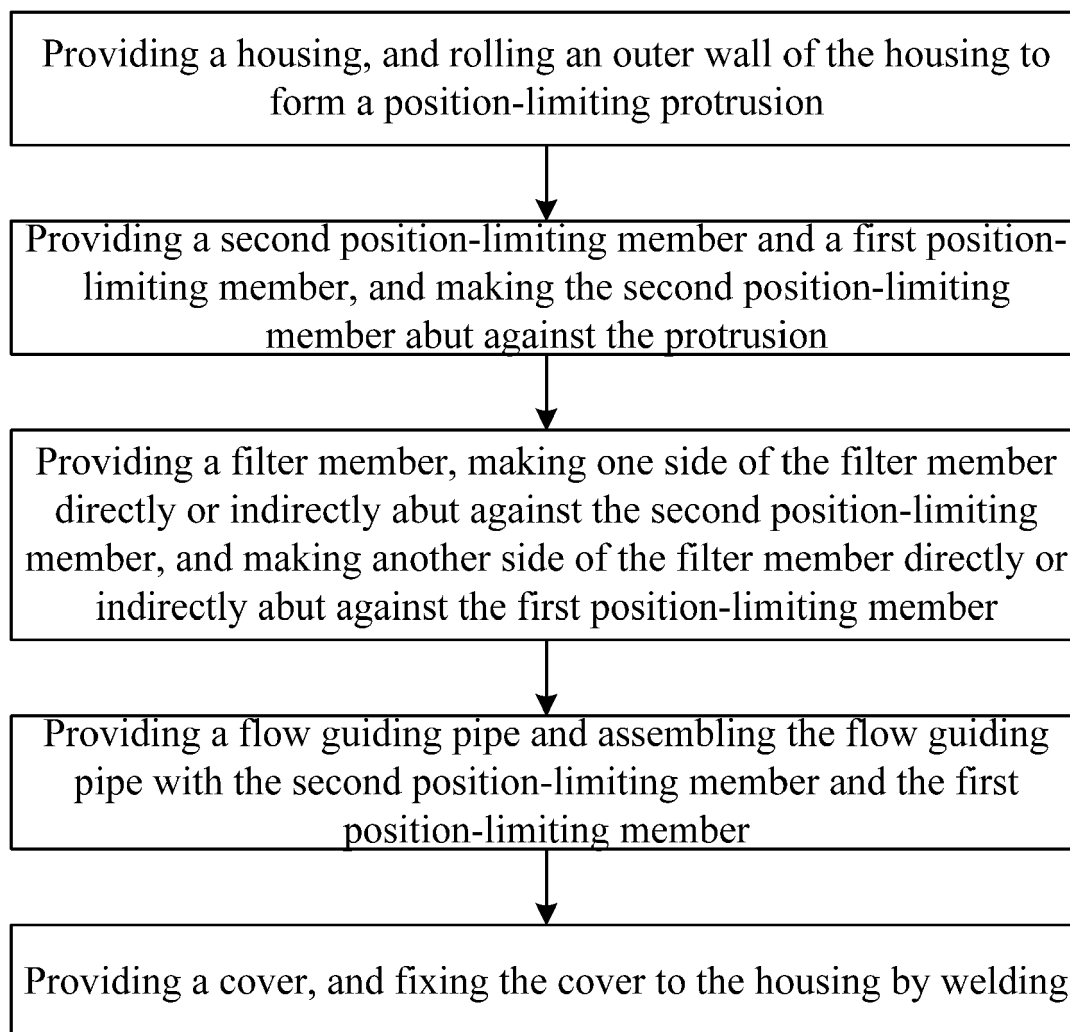 Providing a housing, and rolling an outer wall of the housing to
form a position-limiting protrusion
Providing a second position-limiting member and a first position-
limiting member, and making the second position-limiting
member abut against the protrusion
Providing a filter member, making one side of the filter member
directly or indirectly abut against the second position-limiting
member, and making another side of the filter member directly or
indirectly abut against the first position-limiting member
Providing a flow guiding pipe and assembling the flow guiding
pipe with the second position-limiting member and the first
position-limiting member
Providing a cover, and fixing the cover to the housing by welding